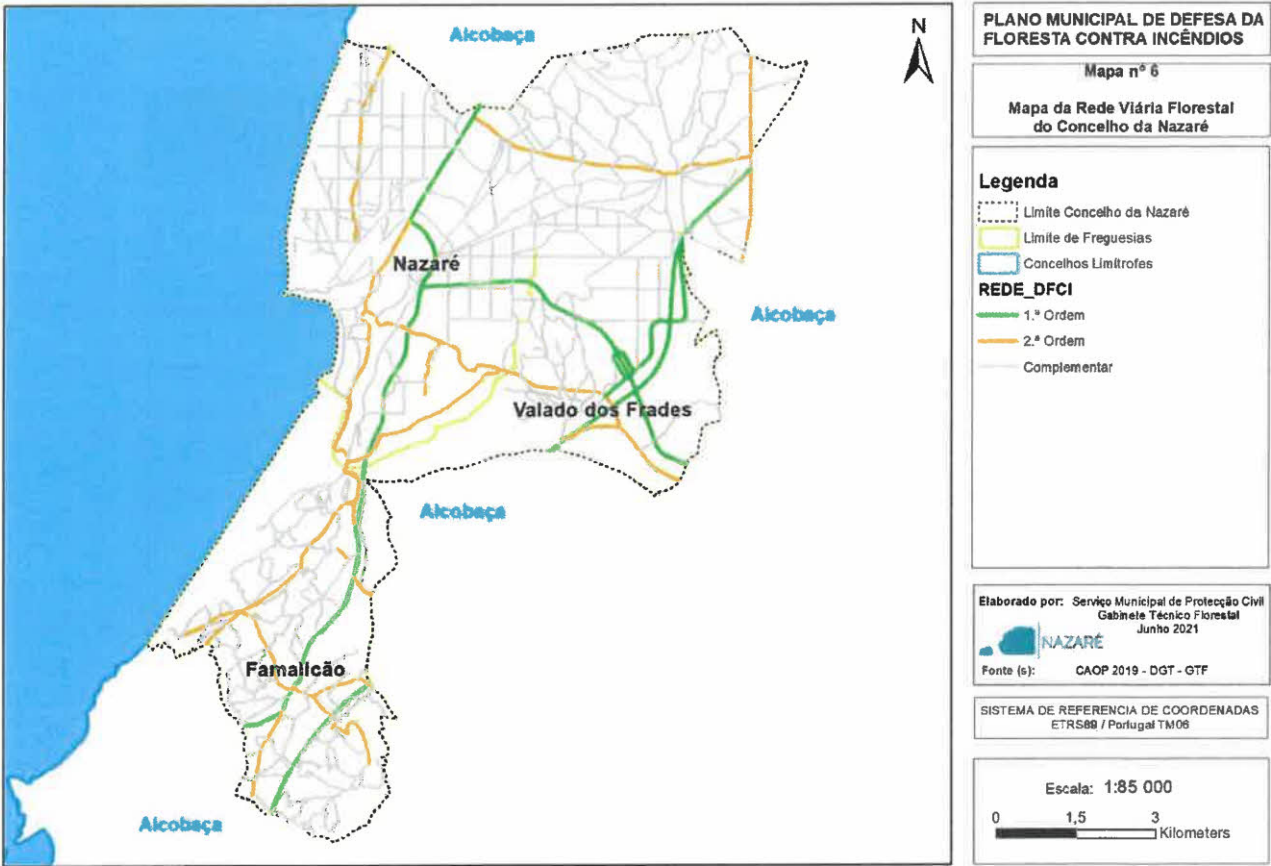 Alcobaça
N
Nazaré
Alcobaça
Valado dos Frades
Alcobaça
Famalicão
Alcobaça
PLANO MUNICIPAL DE DEFESA DA
FLORESTA CONTRA INCÊNDIOS
Mapa nº 6
Mapa da Rede Viária Florestal
do Concelho da Nazaré
Legenda
Limite Concelho da Nazaré
Limite de Freguesias
Concelhos Limítrofes
REDE_DFCI
1.ª Ordem
2.ª Ordem
Complementar
Elaborado por: Serviço Municipal de Protecção Civil
Gabinete Técnico Florestal
Junho 2021
NAZARÉ
Fonte (s): CAOP 2019 - DGT - GTF
SISTEMA DE REFERENCIA DE COORDENADAS
ETRS89 / Portugal TM06
Escala: 1:85 000
0 1,5 3
Kilometers